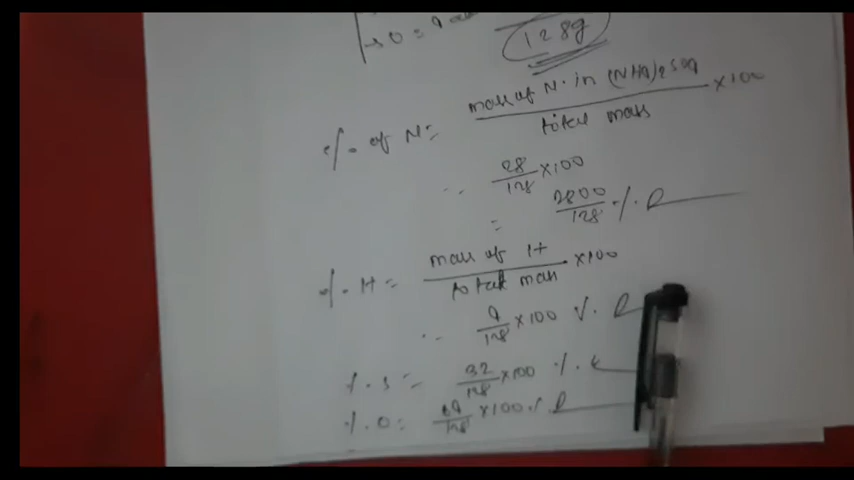 → O =
128g
% of N = mass of N in (NH4)2SO4 / total mass ×100
= 28/128 ×100
= 2800/128 %
% H = mass of H / total mass ×100
= 9/128 ×100 %
% S = 32/128 ×100 %
% O = 64/128 ×100 %